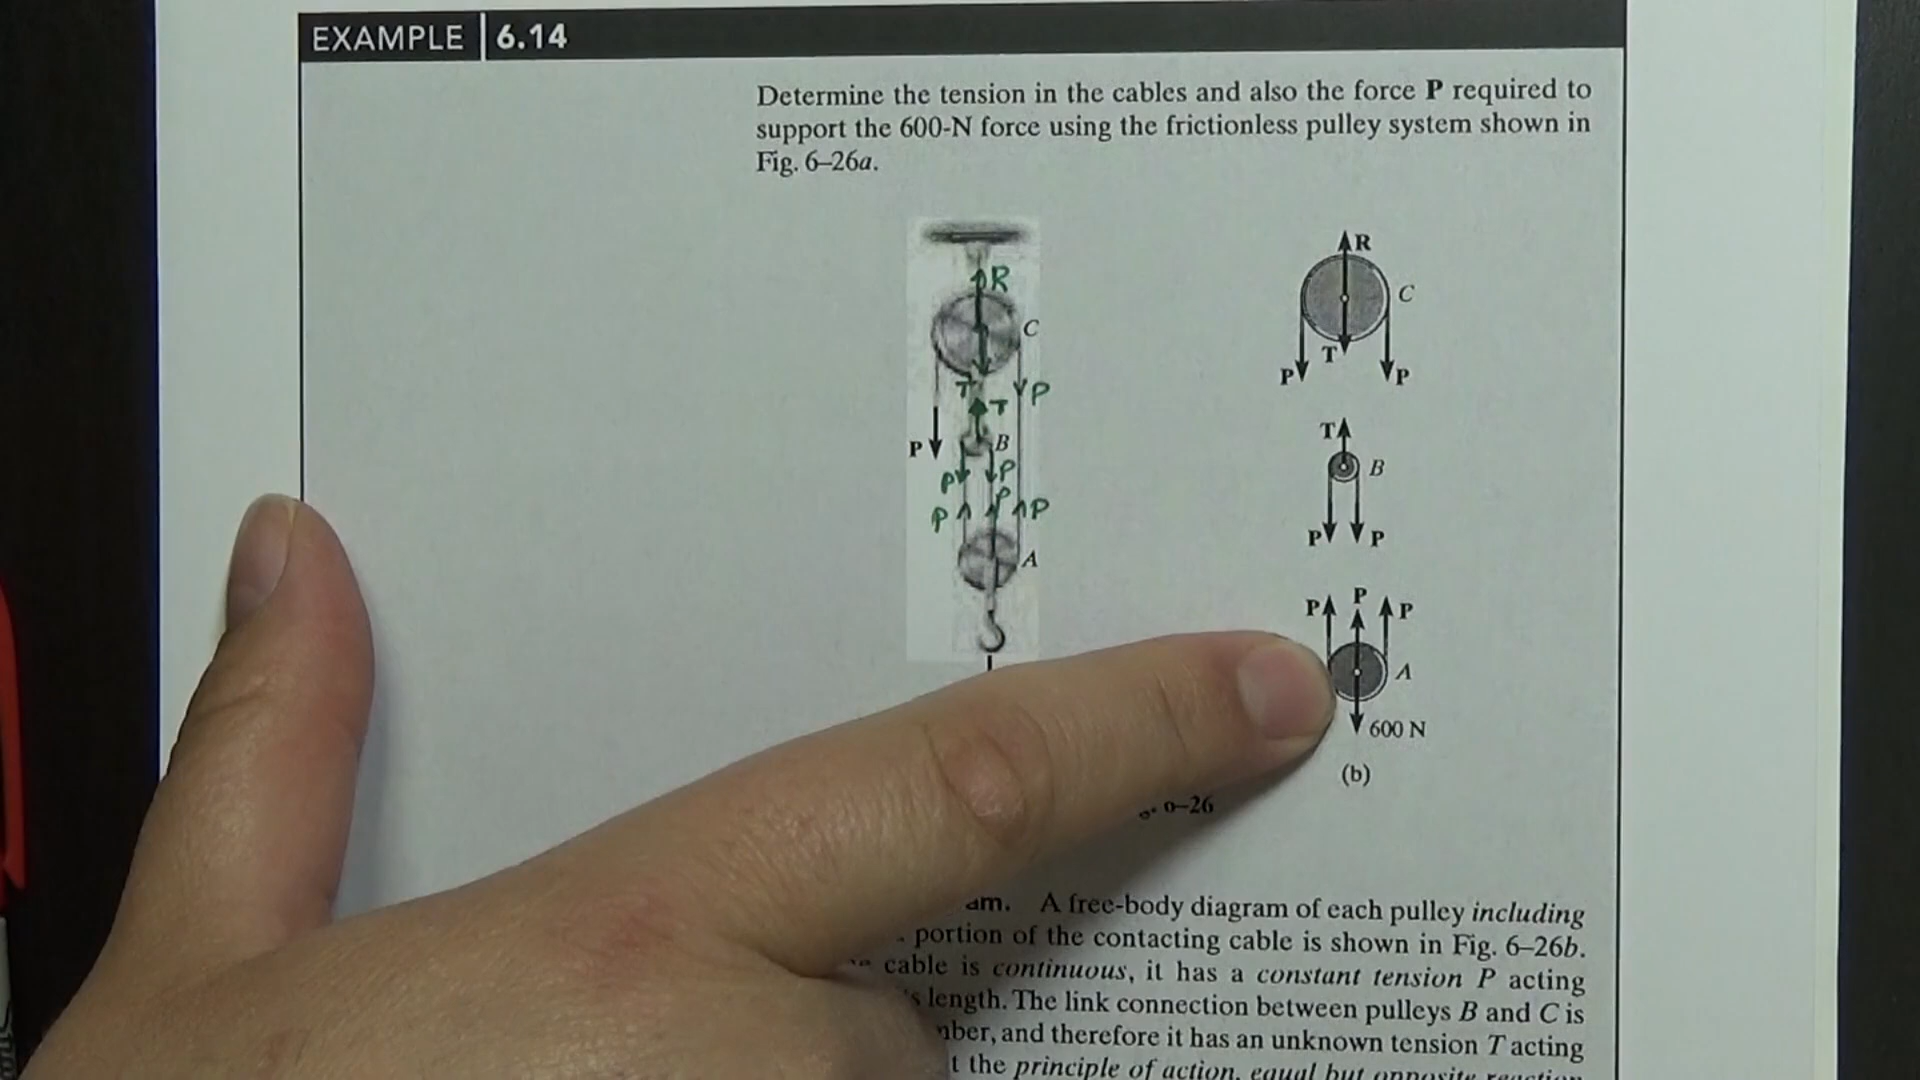 EXAMPLE 6.14
Determine the tension in the cables and also the force P required to
support the 600-N force using the frictionless pulley system shown in
Fig. 6–26a.
R
C
T
P
T
P
B
P
P
P
P
P
A
R
C
T
P
P
T
B
P
P
P
P
P
A
600 N
(b)
6–26
am. A free-body diagram of each pulley including
portion of the contacting cable is shown in Fig. 6–26b.
cable is continuous, it has a constant tension P acting
's length. The link connection between pulleys B and C is
nber, and therefore it has an unknown tension T acting
t the principle of action, equal but opposite reaction